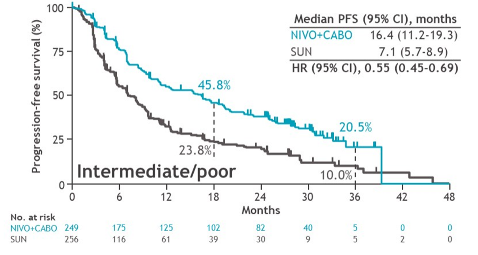 Median PFS (95% CI), months
NIVO+CABO 16.4 (11.2-19.3)
SUN 7.1 (5.7-8.9)
HR (95% CI), 0.55 (0.45-0.69)
Progression-free survival (%)
100
75
50
25
0
45.8%
20.5%
23.8%
10.0%
Intermediate/poor
0 6 12 18 24 30 36 42 48
Months
No. at risk
NIVO+CABO 249 175 125 102 82 40 5 0 0
SUN 256 116 61 39 30 9 5 2 0